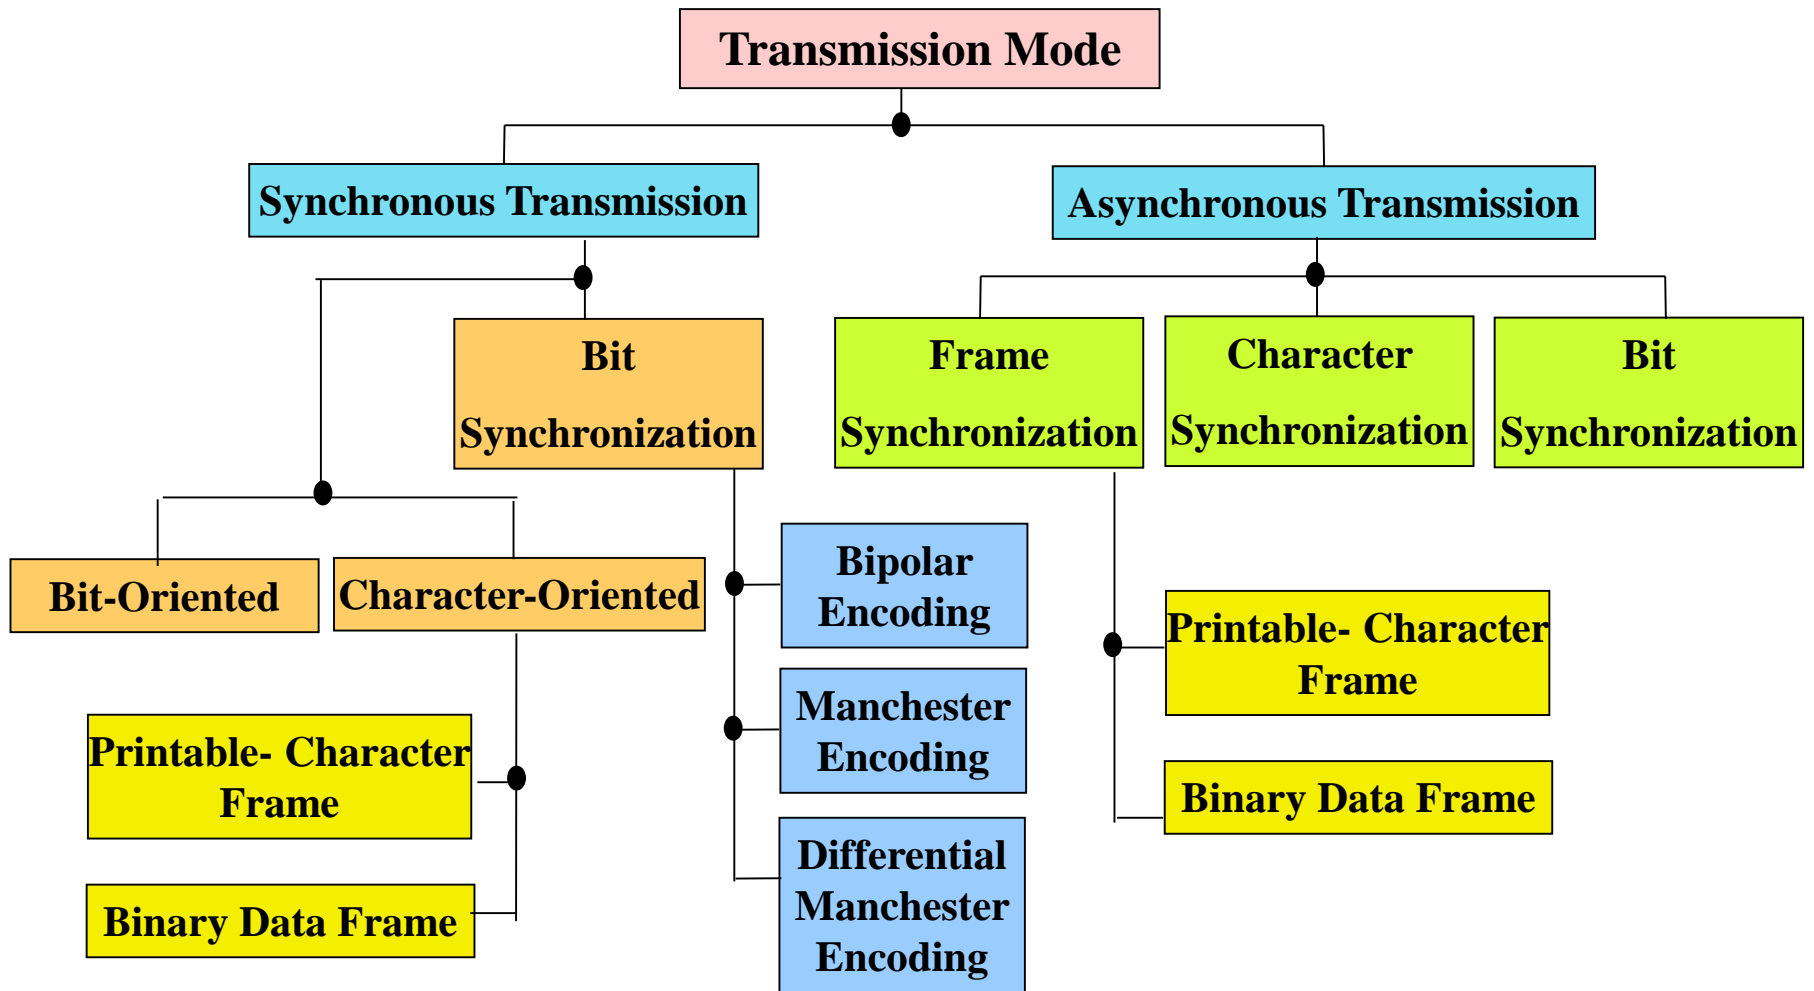 Transmission Mode
Synchronous Transmission
Asynchronous Transmission
Bit
Synchronization
Frame
Synchronization
Character
Synchronization
Bit
Synchronization
Bit-Oriented
Character-Oriented
Bipolar
Encoding
Printable- Character
Frame
Manchester
Encoding
Printable- Character
Frame
Binary Data Frame
Differential
Manchester
Encoding
Binary Data Frame